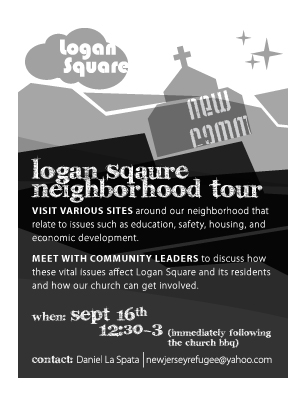 Logan
Square
new
comm
logan sqaure
neighborhood tour
VISIT VARIOUS SITES around our neighborhood that
relate to issues such as education, safety, housing, and
economic development.
MEET WITH COMMUNITY LEADERS to discuss how
these vital issues affect Logan Square and its residents
and how our church can get involved.
when: sept 16th
12:30-3 (immediately following
the church bbq)
contact: Daniel La Spata | newjerseyrefugee@yahoo.com